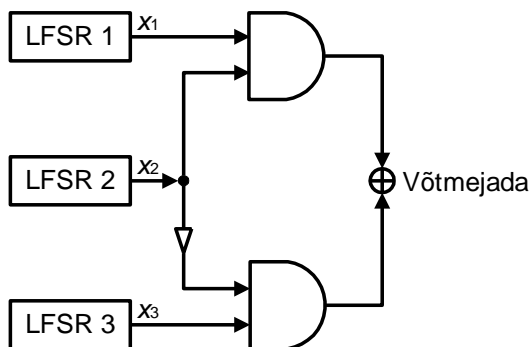 LFSR 1
x1
LFSR 2
x2
Võtmejada
LFSR 3
x3